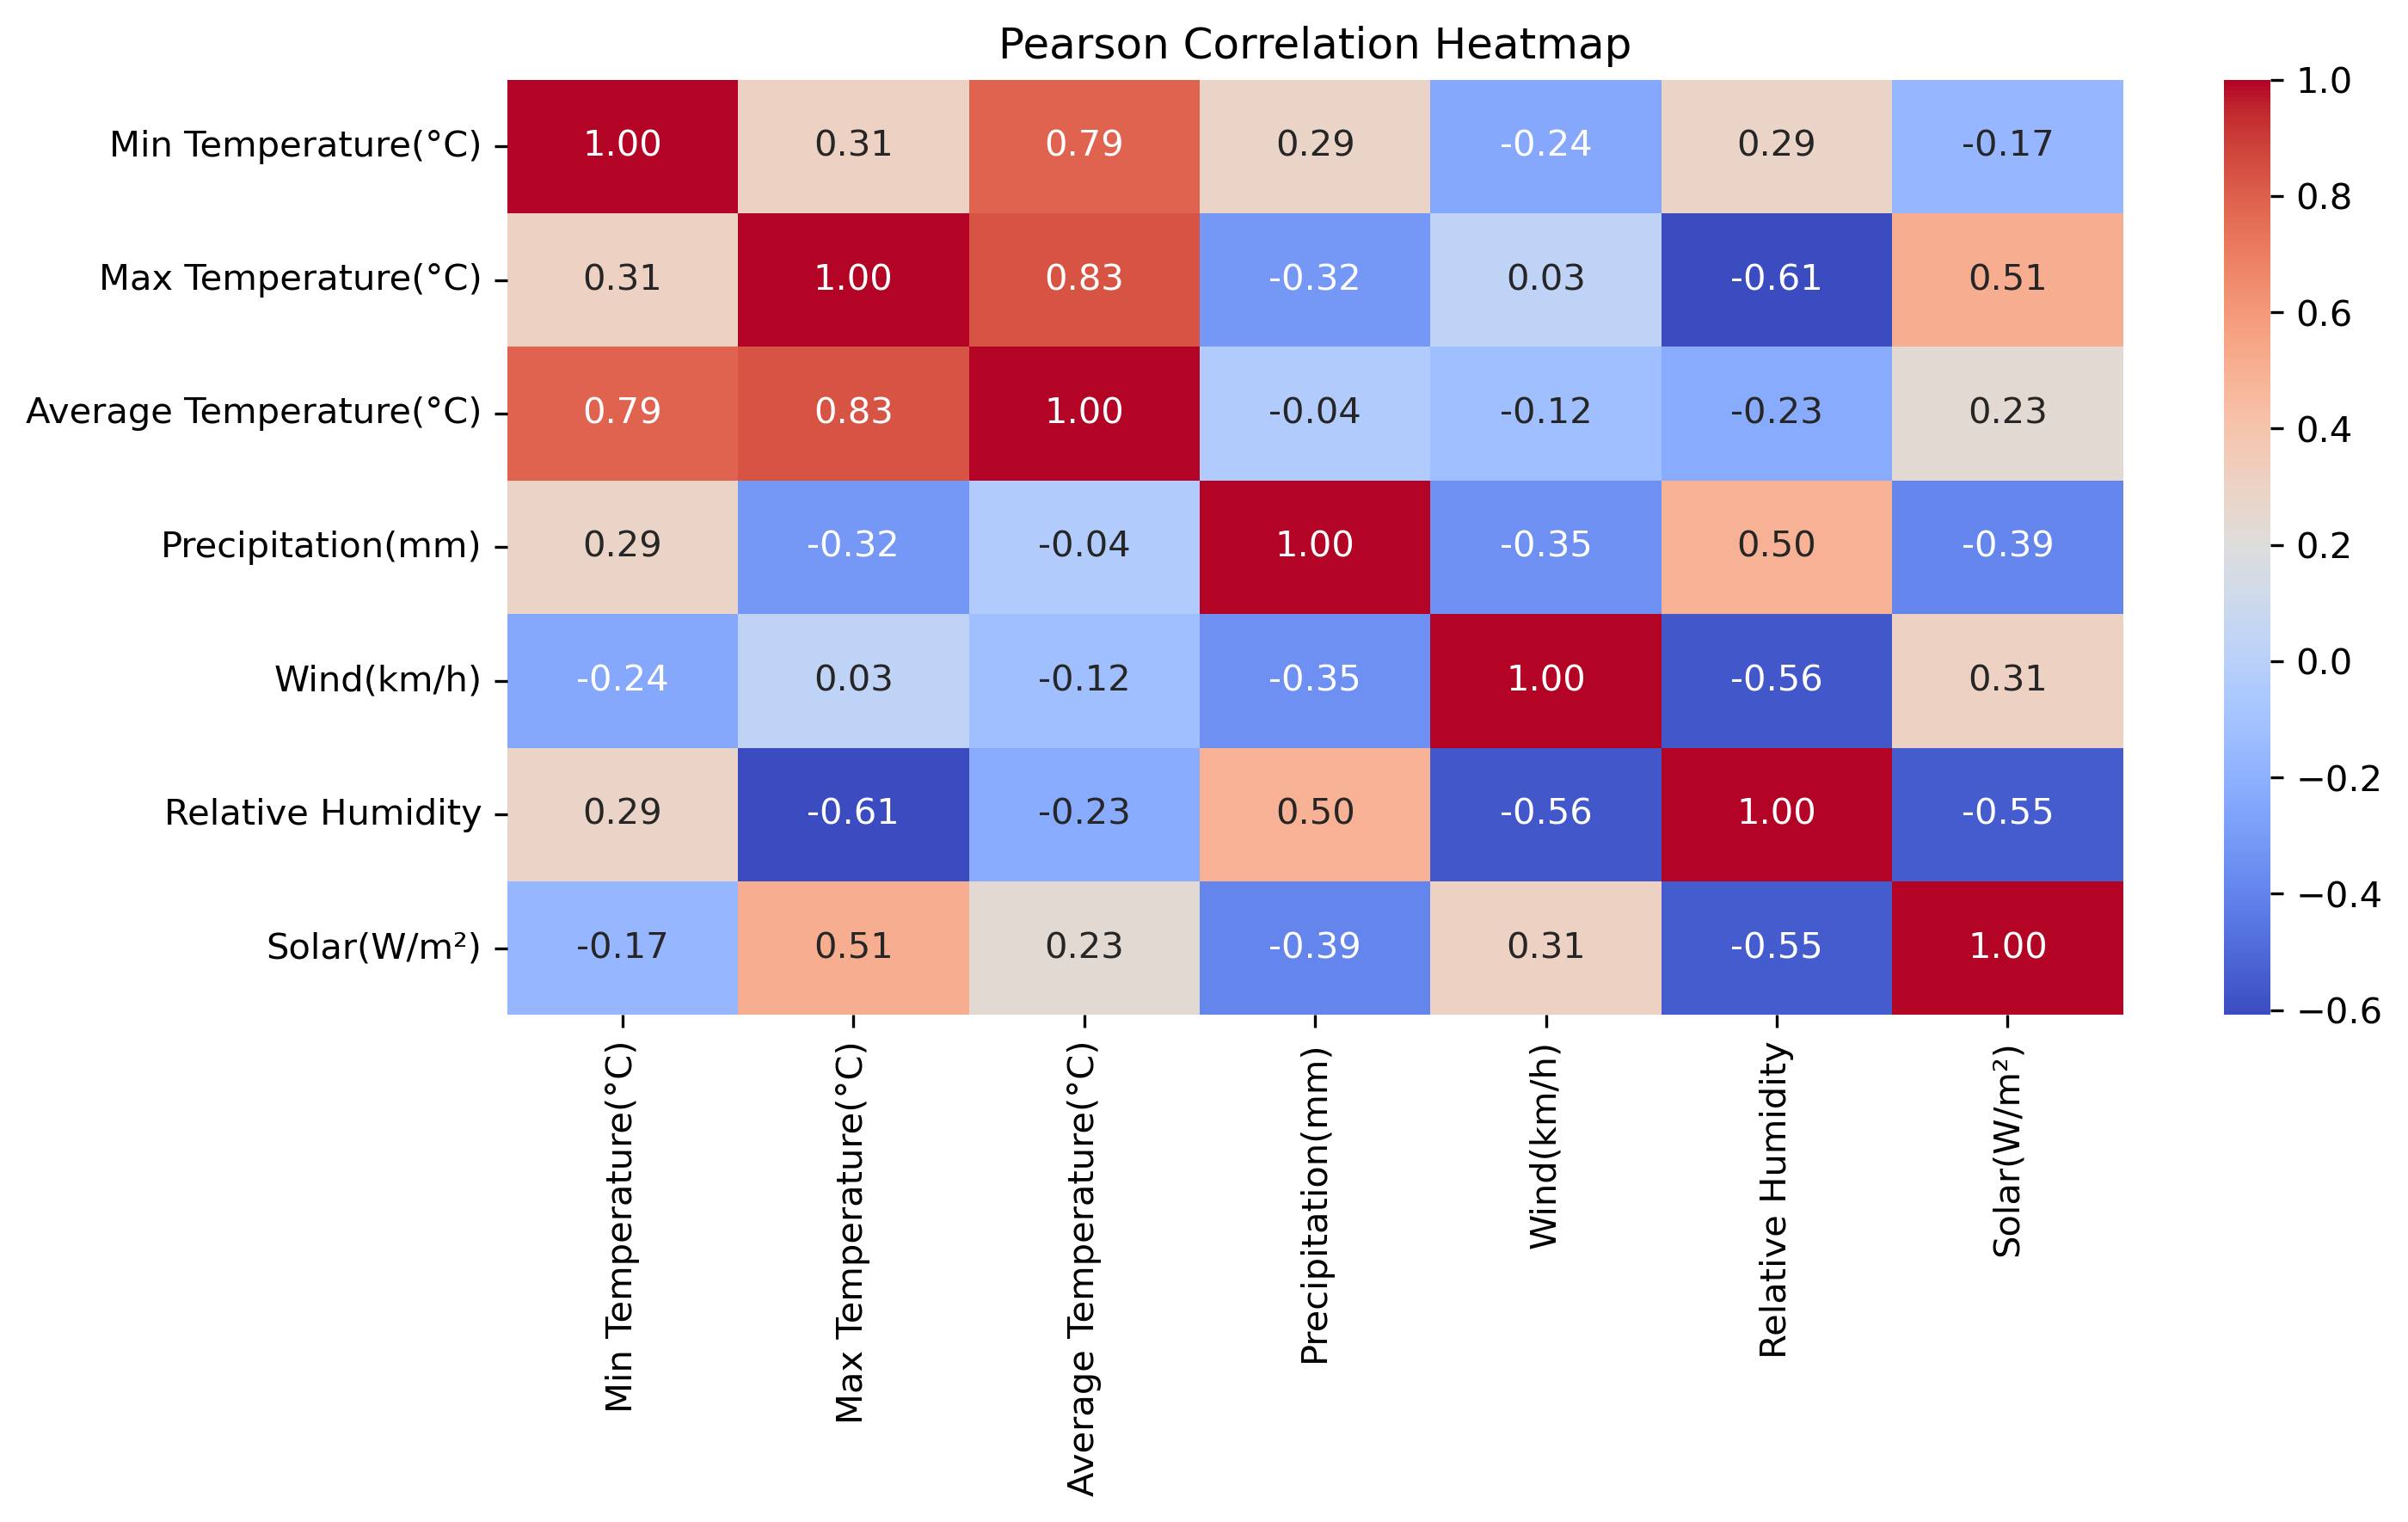 Pearson Correlation Heatmap
Min Temperature(°C) 1.00 0.31 0.79 0.29 -0.24 0.29 -0.17
Max Temperature(°C) 0.31 1.00 0.83 -0.32 0.03 -0.61 0.51
Average Temperature(°C) 0.79 0.83 1.00 -0.04 -0.12 -0.23 0.23
Precipitation(mm) 0.29 -0.32 -0.04 1.00 -0.35 0.50 -0.39
Wind(km/h) -0.24 0.03 -0.12 -0.35 1.00 -0.56 0.31
Relative Humidity 0.29 -0.61 -0.23 0.50 -0.56 1.00 -0.55
Solar(W/m²) -0.17 0.51 0.23 -0.39 0.31 -0.55 1.00
Min Temperature(°C)
Max Temperature(°C)
Average Temperature(°C)
Precipitation(mm)
Wind(km/h)
Relative Humidity
Solar(W/m²)
1.0
0.8
0.6
0.4
0.2
0.0
−0.2
−0.4
−0.6